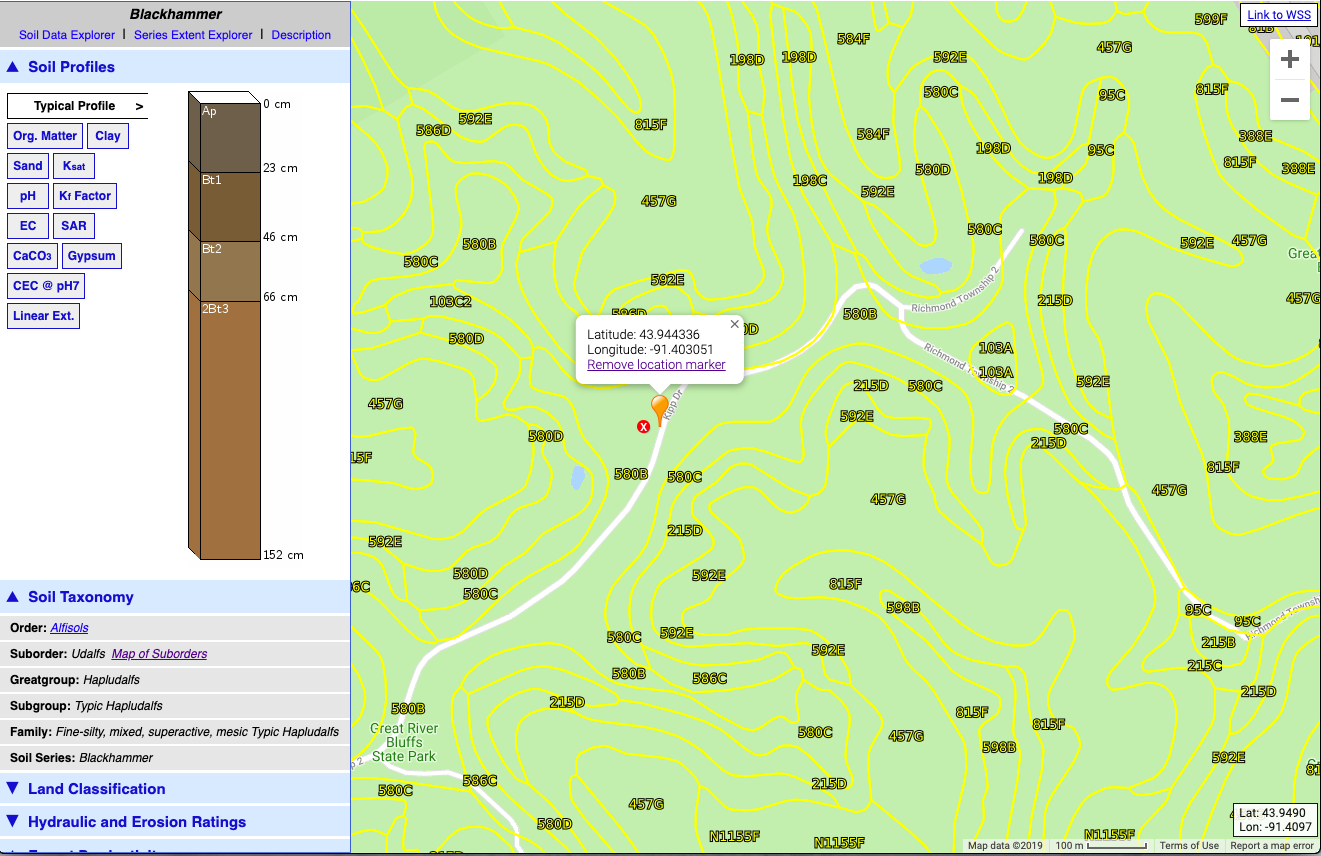 Blackhammer
Soil Data Explorer | Series Extent Explorer | Description
▲ Soil Profiles
Typical Profile >
Org. Matter Clay
Sand Ksat
pH Kf Factor
EC SAR
CaCO3 Gypsum
CEC @ pH7
Linear Ext.
0 cm
Ap
23 cm
Bt1
46 cm
Bt2
66 cm
2Bt3
152 cm
▲ Soil Taxonomy
Order: Alfisols
Suborder: Udalfs Map of Suborders
Greatgroup: Hapludalfs
Subgroup: Typic Hapludalfs
Family: Fine-silty, mixed, superactive, mesic Typic Hapludalfs
Soil Series: Blackhammer
▼ Land Classification
▼ Hydraulic and Erosion Ratings
Link to WSS
+
−
599F
584F
457G
198D 198D
592E
580C
95C
815F
592E
586D
815F
584F
388E
198D
95C
815F
388E
580D
198D
198C
592E
457G
580C
580C
592E
457G
580B
580C
592E
103C2
215D
580B
580D
Richmond Township 2
103A
103A
Richmond Township 2
Latitude: 43.944336
Longitude: -91.403051
Remove location marker
×
Kipp Dr
X
215D 580C
592E
592E
457G
580D
580C
215D
388E
815F
580B 580C
457G
457G
215D
592E
580D
580C
592E
815F
598B
95C
95C
215B
215C
215D
580C 592E
592E
580B
586C
215D
580B
Great River
Bluffs
State Park
815F
815F
580C
457G
598B
592E
586C
580C
215D
457G
580D
N1155F
N1155F
N1155F
Lat: 43.9490
Lon: -91.4097
Map data ©2019 100 m Terms of Use Report a map error